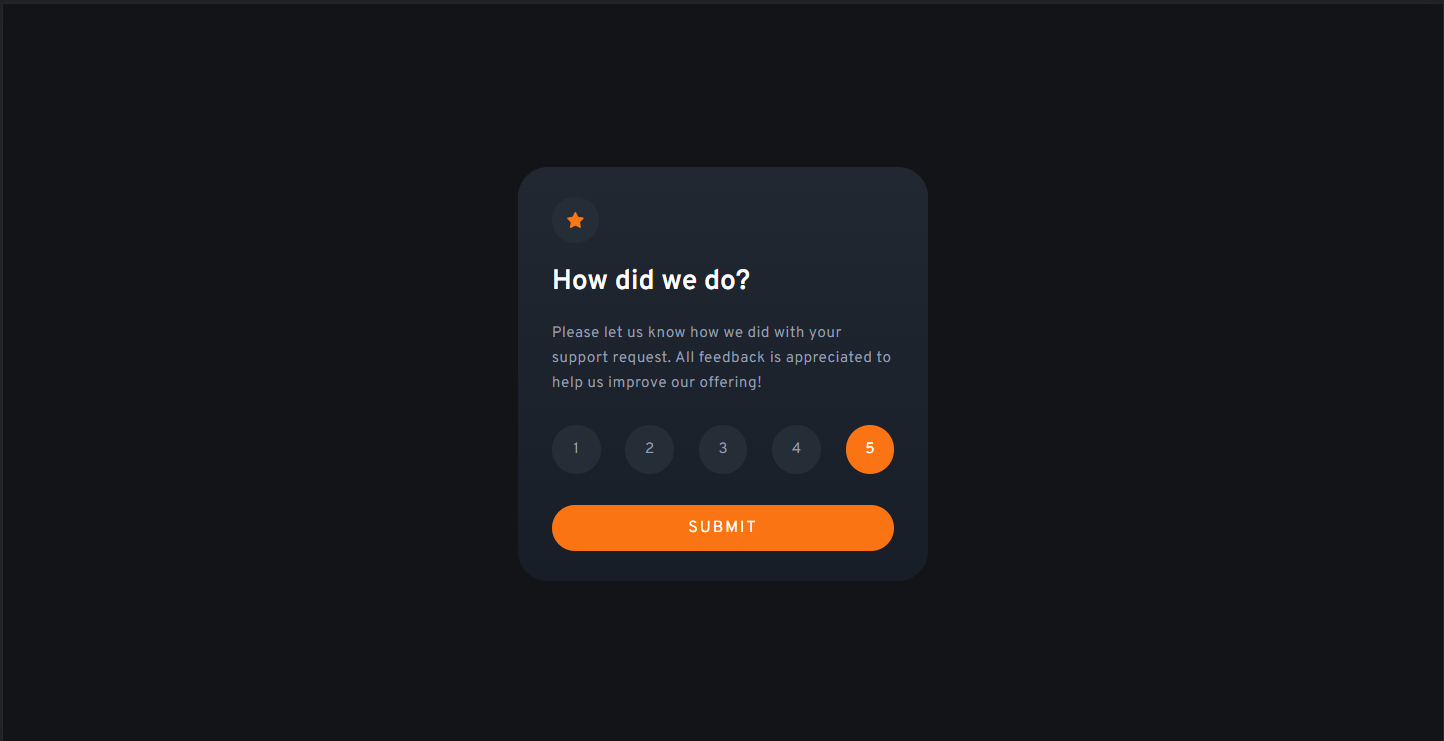 How did we do?
Please let us know how we did with your
support request. All feedback is appreciated to
help us improve our offering!
1 2 3 4 5
SUBMIT